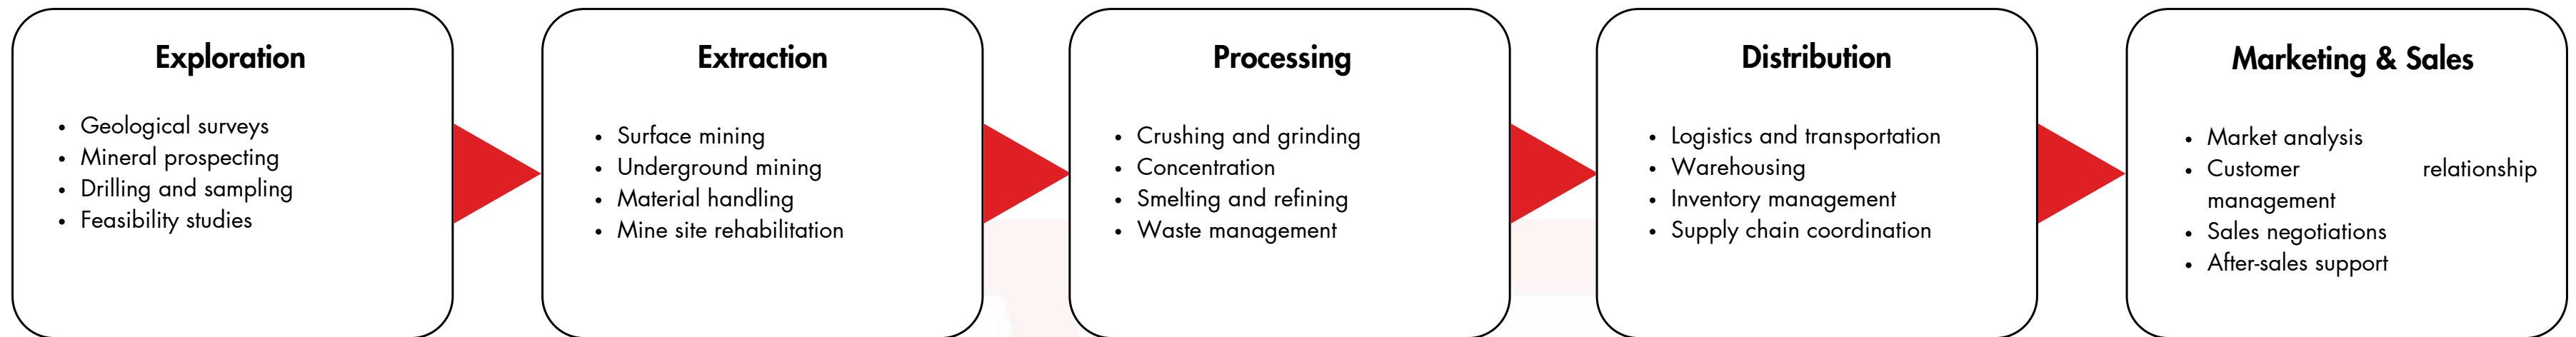 Exploration
• Geological surveys
• Mineral prospecting
• Drilling and sampling
• Feasibility studies
Extraction
• Surface mining
• Underground mining
• Material handling
• Mine site rehabilitation
Processing
• Crushing and grinding
• Concentration
• Smelting and refining
• Waste management
Distribution
• Logistics and transportation
• Warehousing
• Inventory management
• Supply chain coordination
Marketing & Sales
• Market analysis
• Customer relationship
management
• Sales negotiations
• After-sales support